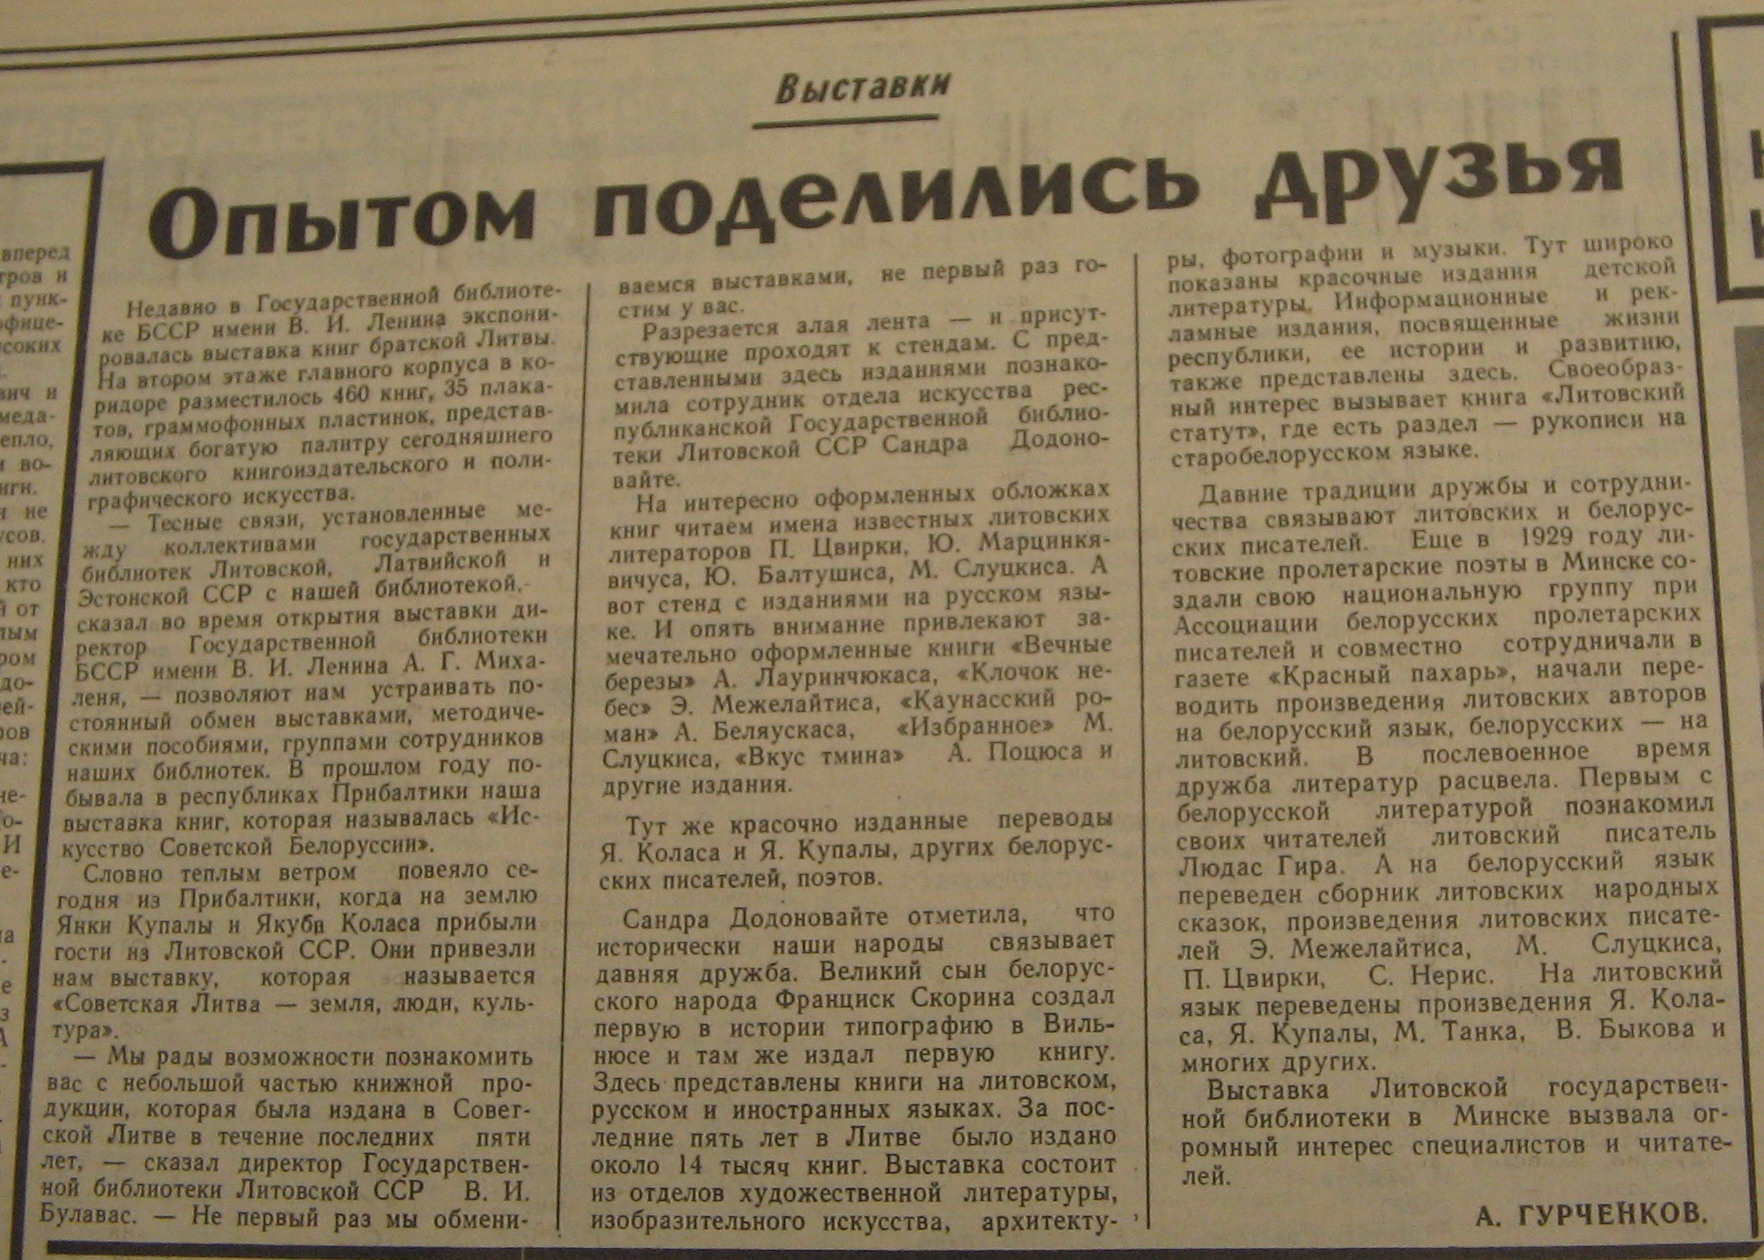 Выставки
Опытом поделились друзья
Недавно в Государственной библиоте-
ке БССР имени В. И. Ленина экспони-
ровалась выставка книг братской Литвы.
На втором этаже главного корпуса в ко-
ридоре разместилось 460 книг, 35 плака-
тов, граммофонных пластинок, представ-
ляющих богатую палитру сегодняшнего
литовского книгоиздательского и поли-
графического искусства.
— Тесные связи, установленные ме-
жду коллективами государственных
библиотек Литовской, Латвийской и
Эстонской ССР с нашей библиотекой,-
сказал во время открытия выставки ди-
ректор Государственной библиотеки
БССР имени В. И. Ленина А. Г. Миха-
леня, — позволяют нам устраивать по-
стоянный обмен выставками, методиче-
скими пособиями, группами сотрудников
наших библиотек. В прошлом году по-
бывала в республиках Прибалтики наша
выставка книг, которая называлась «Ис-
кусство Советской Белоруссии».
Словно теплым ветром повеяло се-
годня из Прибалтики, когда на землю
Янки Купалы и Якуба Коласа прибыли
гости из Литовской ССР. Они привезли
нам выставку, которая называется
«Советская Литва — земля, люди, куль-
тура».
— Мы рады возможности познакомить
вас с небольшой частью книжной про-
дукции, которая была издана в Совет-
ской Литве в течение последних пяти
лет, — сказал директор Государствен-
ной библиотеки Литовской ССР В. И.
Булавас. — Не первый раз мы обмени-
ваемся выставками, не первый раз го-
стим у вас.
Разрезается алая лента — и присут-
ствующие проходят к стендам. С пред-
ставленными здесь изданиями познако-
мила сотрудник отдела искусства рес-
публиканской Государственной библио-
теки Литовской ССР Сандра Додоно-
вайте.
На интересно оформленных обложках
книг читаем имена известных литовских
литераторов П. Цвирки, Ю. Марцинкя-
вичуса, Ю. Балтушиса, М. Слуцкиса. А
вот стенд с изданиями на русском язы-
ке. И опять внимание привлекают за-
мечательно оформленные книги «Вечные
березы» А. Лауринчюкаса, «Клочок не-
бес» Э. Межелайтиса, «Каунасский ро-
ман» А. Беляускаса, «Избранное» М.
Слуцкиса, «Вкус тмина» А. Поцюса и
другие издания.
Тут же красочно изданные переводы
Я. Коласа и Я. Купалы, других белорус-
ских писателей, поэтов.
Сандра Додоновайте отметила, что
исторически наши народы связывает
давняя дружба. Великий сын белорус-
ского народа Франциск Скорина создал
первую в истории типографию в Виль-
нюсе и там же издал первую книгу.
Здесь представлены книги на литовском,
русском и иностранных языках. За пос-
ледние пять лет в Литве было издано
около 14 тысяч книг. Выставка состоит
из отделов художественной литературы,
изобразительного искусства, архитекту-
ры, фотографии и музыки. Тут широко
показаны красочные издания детской
литературы. Информационные и рек-
ламные издания, посвященные жизни
республики, ее истории и развитию,
также представлены здесь. Своеобраз-
ный интерес вызывает книга «Литовский
статут», где есть раздел — рукописи на
старобелорусском языке.
Давние традиции дружбы и сотрудни-
чества связывают литовских и белорус-
ских писателей. Еще в 1929 году ли-
товские пролетарские поэты в Минске со-
здали свою национальную группу при
Ассоциации белорусских пролетарских
писателей и совместно сотрудничали в
газете «Красный пахарь», начали пере-
водить произведения литовских авторов
на белорусский язык, белорусских — на
литовский. В послевоенное время
дружба литератур расцвела. Первым с
белорусской литературой познакомил
своих читателей литовский писатель
Людас Гира. А на белорусский язык
переведен сборник литовских народных
сказок, произведения литовских писате-
лей Э. Межелайтиса, М. Слуцкиса,
П. Цвирки, С. Нерис. На литовский
язык переведены произведения Я. Кола-
са, Я. Купалы, М. Танка, В. Быкова и
многих других.
Выставка Литовской государствен-
ной библиотеки в Минске вызвала ог-
ромный интерес специалистов и читате-
лей.
А. ГУРЧЕНКОВ.